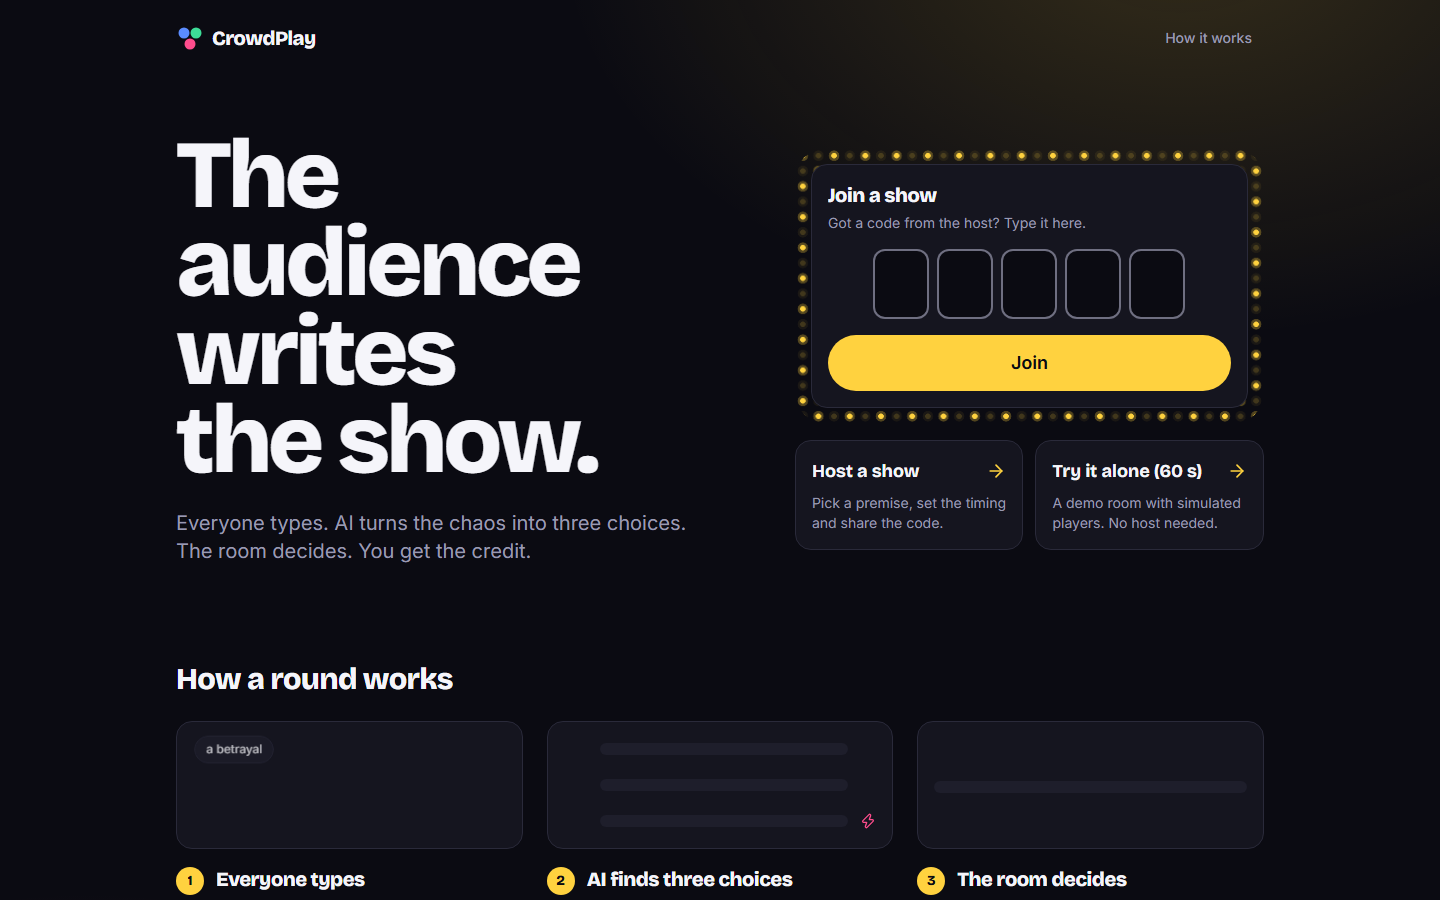 CrowdPlay
How it works
The
audience
writes
the show.
Everyone types. AI turns the chaos into three choices.
The room decides. You get the credit.
Join a show
Got a code from the host? Type it here.
Join
Host a show
Pick a premise, set the timing
and share the code.
Try it alone (60 s)
A demo room with simulated
players. No host needed.
How a round works
a betrayal
1 Everyone types
2 AI finds three choices
3 The room decides